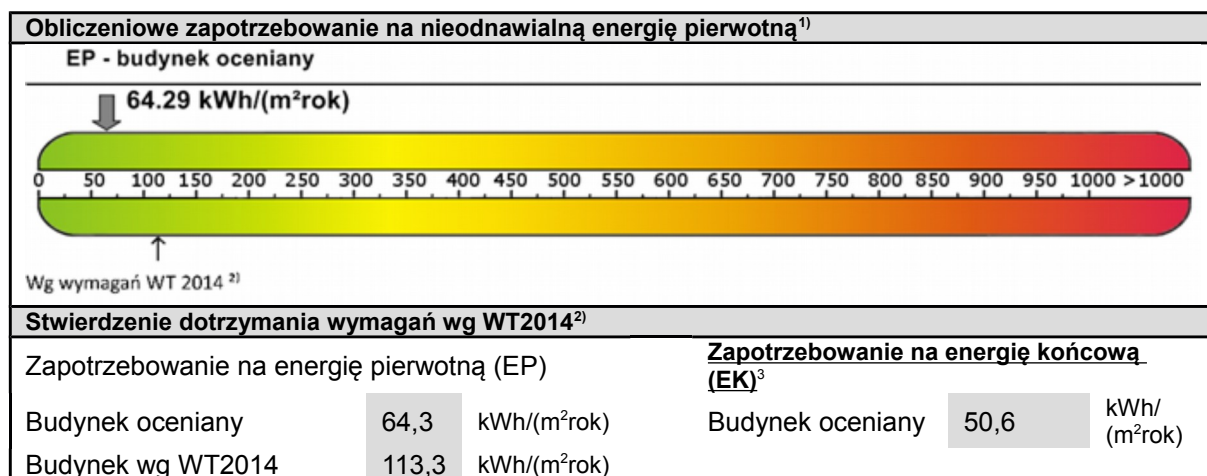 Obliczeniowe zapotrzebowanie na nieodnawialną energię pierwotną¹⁾
EP - budynek oceniany
64.29 kWh/(m²rok)
0 50 100 150 200 250 300 350 400 450 500 550 600 650 700 750 800 850 900 950 1000 >1000
Wg wymagań WT 2014 ²⁾
Stwierdzenie dotrzymania wymagań wg WT2014²⁾
Zapotrzebowanie na energię pierwotną (EP)
Budynek oceniany 64,3 kWh/(m²rok)
Budynek wg WT2014 113,3 kWh/(m²rok)
Zapotrzebowanie na energię końcową
(EK)³
Budynek oceniany 50,6 kWh/
(m²rok)